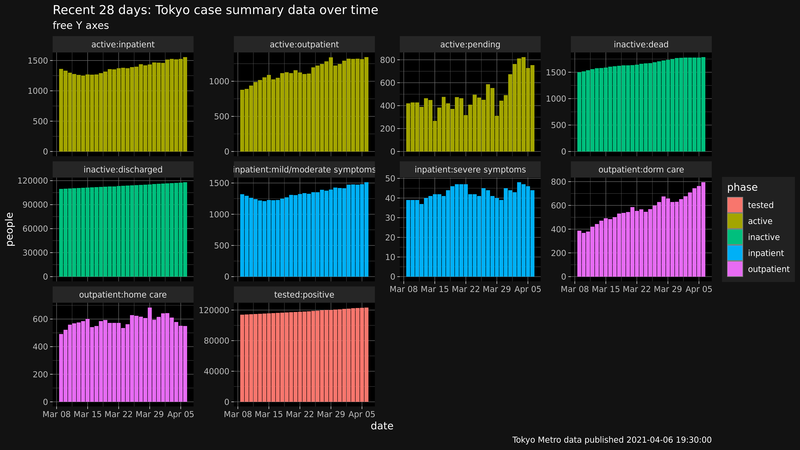 Recent 28 days: Tokyo case summary data over time
free Y axes
active:inpatient
active:outpatient
active:pending
inactive:dead
1500
1000
500
0
1000
500
0
800
600
400
200
0
1500
1000
500
0
inactive:discharged
inpatient:mild/moderate symptoms
inpatient:severe symptoms
outpatient:dorm care
120000
90000
60000
30000
0
1500
1000
500
0
50
40
30
20
10
0
800
600
400
200
0
Mar 08 Mar 15 Mar 22 Mar 29 Apr 05
Mar 08 Mar 15 Mar 22 Mar 29 Apr 05
outpatient:home care
tested:positive
600
400
200
0
120000
80000
40000
0
Mar 08 Mar 15 Mar 22 Mar 29 Apr 05
Mar 08 Mar 15 Mar 22 Mar 29 Apr 05
people
date
phase
tested
active
inactive
inpatient
outpatient
Tokyo Metro data published 2021-04-06 19:30:00